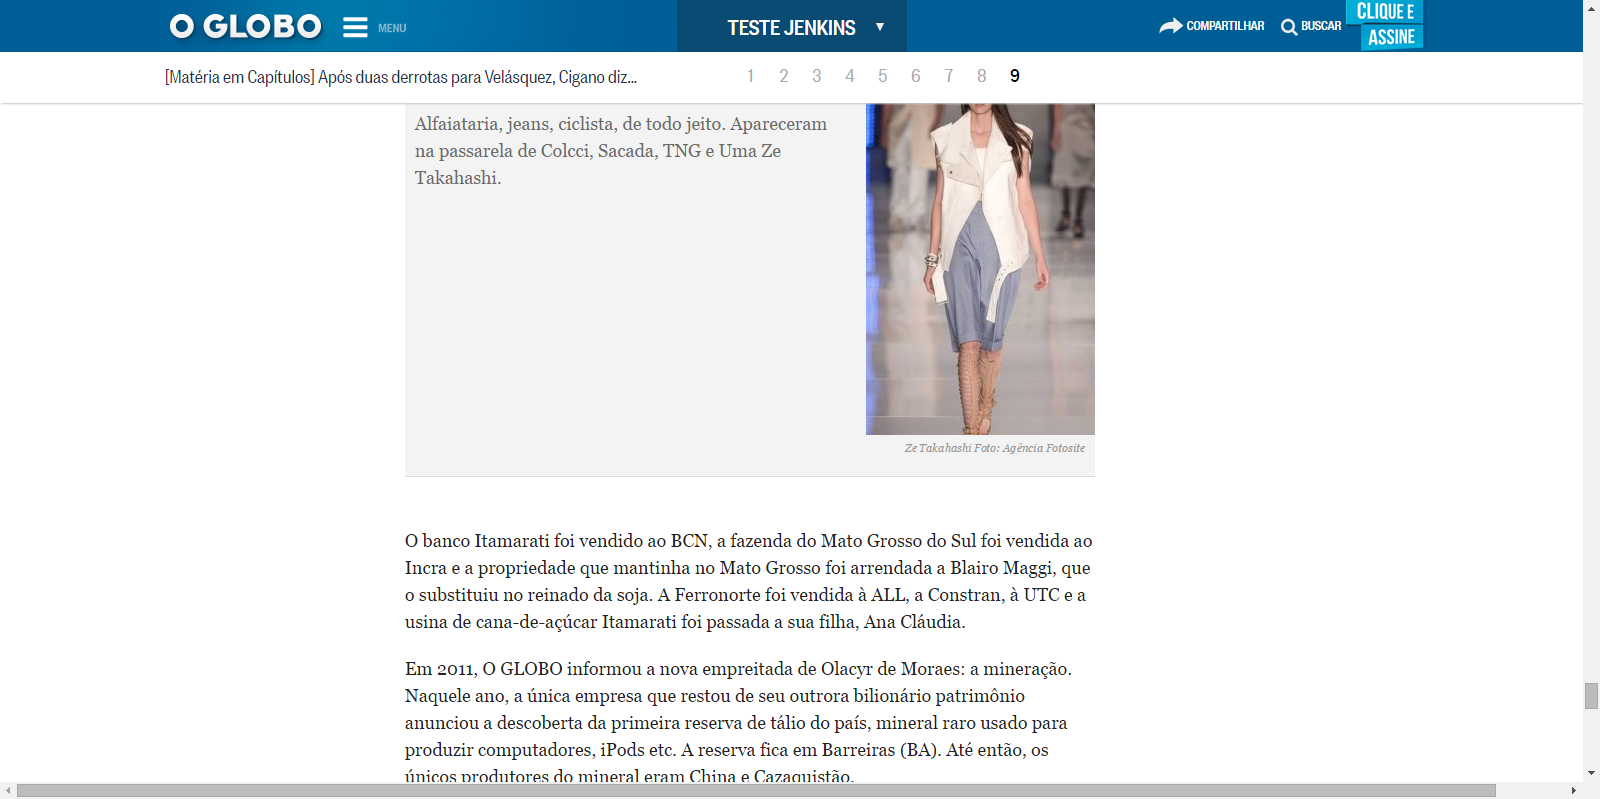 O GLOBO
MENU
TESTE JENKINS ▼
COMPARTILHAR
BUSCAR
CLIQUE E
ASSINE
[Matéria em Capítulos] Após duas derrotas para Velásquez, Cigano diz...
1 2 3 4 5 6 7 8 9
Alfaiataria, jeans, ciclista, de todo jeito. Apareceram
na passarela de Colcci, Sacada, TNG e Uma Ze
Takahashi.
Ze Takahashi Foto: Agência Fotosite
O banco Itamarati foi vendido ao BCN, a fazenda do Mato Grosso do Sul foi vendida ao
Incra e a propriedade que mantinha no Mato Grosso foi arrendada a Blairo Maggi, que
o substituiu no reinado da soja. A Ferronorte foi vendida à ALL, a Constran, à UTC e a
usina de cana-de-açúcar Itamarati foi passada a sua filha, Ana Cláudia.
Em 2011, O GLOBO informou a nova empreitada de Olacyr de Moraes: a mineração.
Naquele ano, a única empresa que restou de seu outrora bilionário patrimônio
anunciou a descoberta da primeira reserva de tálio do país, mineral raro usado para
produzir computadores, iPods etc. A reserva fica em Barreiras (BA). Até então, os
únicos produtores do mineral eram China e Cazaquistão.